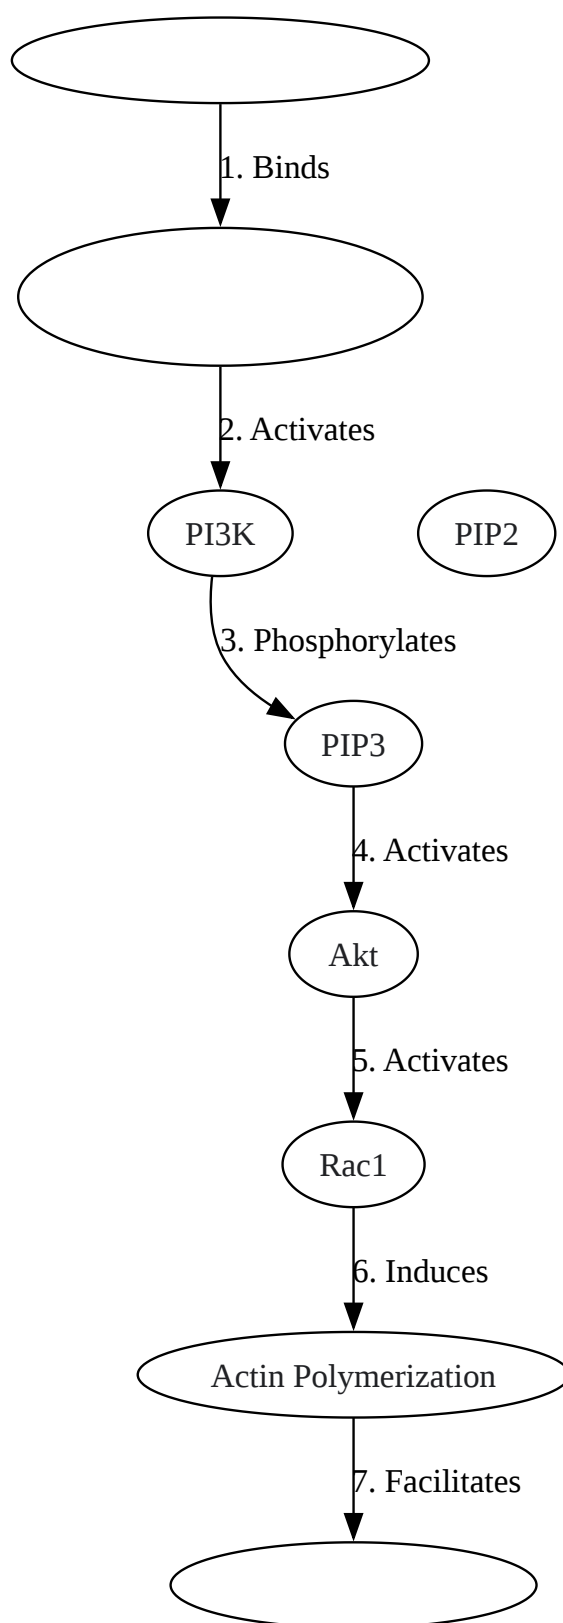 1. Binds
2. Activates
PI3K
PIP2
3. Phosphorylates
PIP3
4. Activates
Akt
5. Activates
Rac1
6. Induces
Actin Polymerization
7. Facilitates